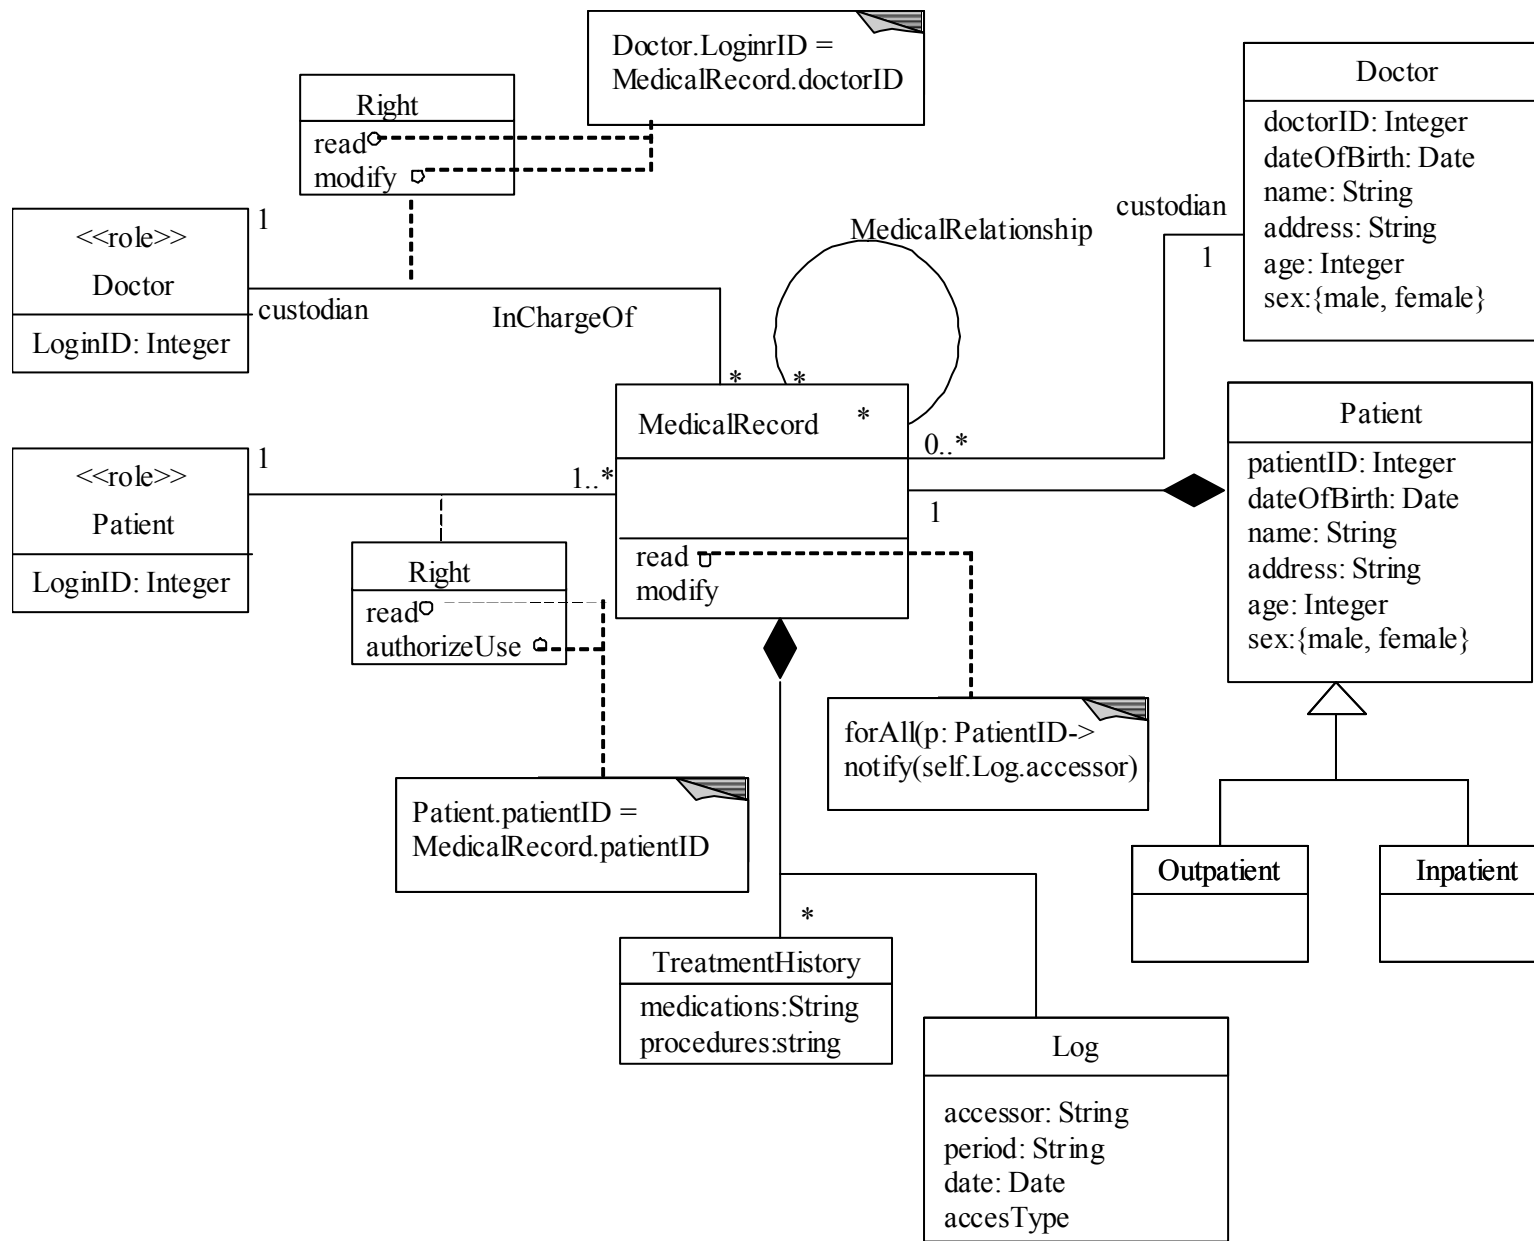 Doctor.LoginrID =
MedicalRecord.doctorID
Right
read
modify
<<role>>
Doctor
LoginID: Integer
1
custodian
InChargeOf
*
MedicalRelationship
*
*
custodian
1
0..*
Doctor
doctorID: Integer
dateOfBirth: Date
name: String
address: String
age: Integer
sex:{male, female}
<<role>>
Patient
LoginID: Integer
1
1..*
Right
read
authorizeUse
MedicalRecord
read
modify
1
Patient
patientID: Integer
dateOfBirth: Date
name: String
address: String
age: Integer
sex:{male, female}
Patient.patientID =
MedicalRecord.patientID
forAll(p: PatientID->
notify(self.Log.accessor)
Outpatient
Inpatient
*
TreatmentHistory
medications:String
procedures:string
Log
accessor: String
period: String
date: Date
accesType